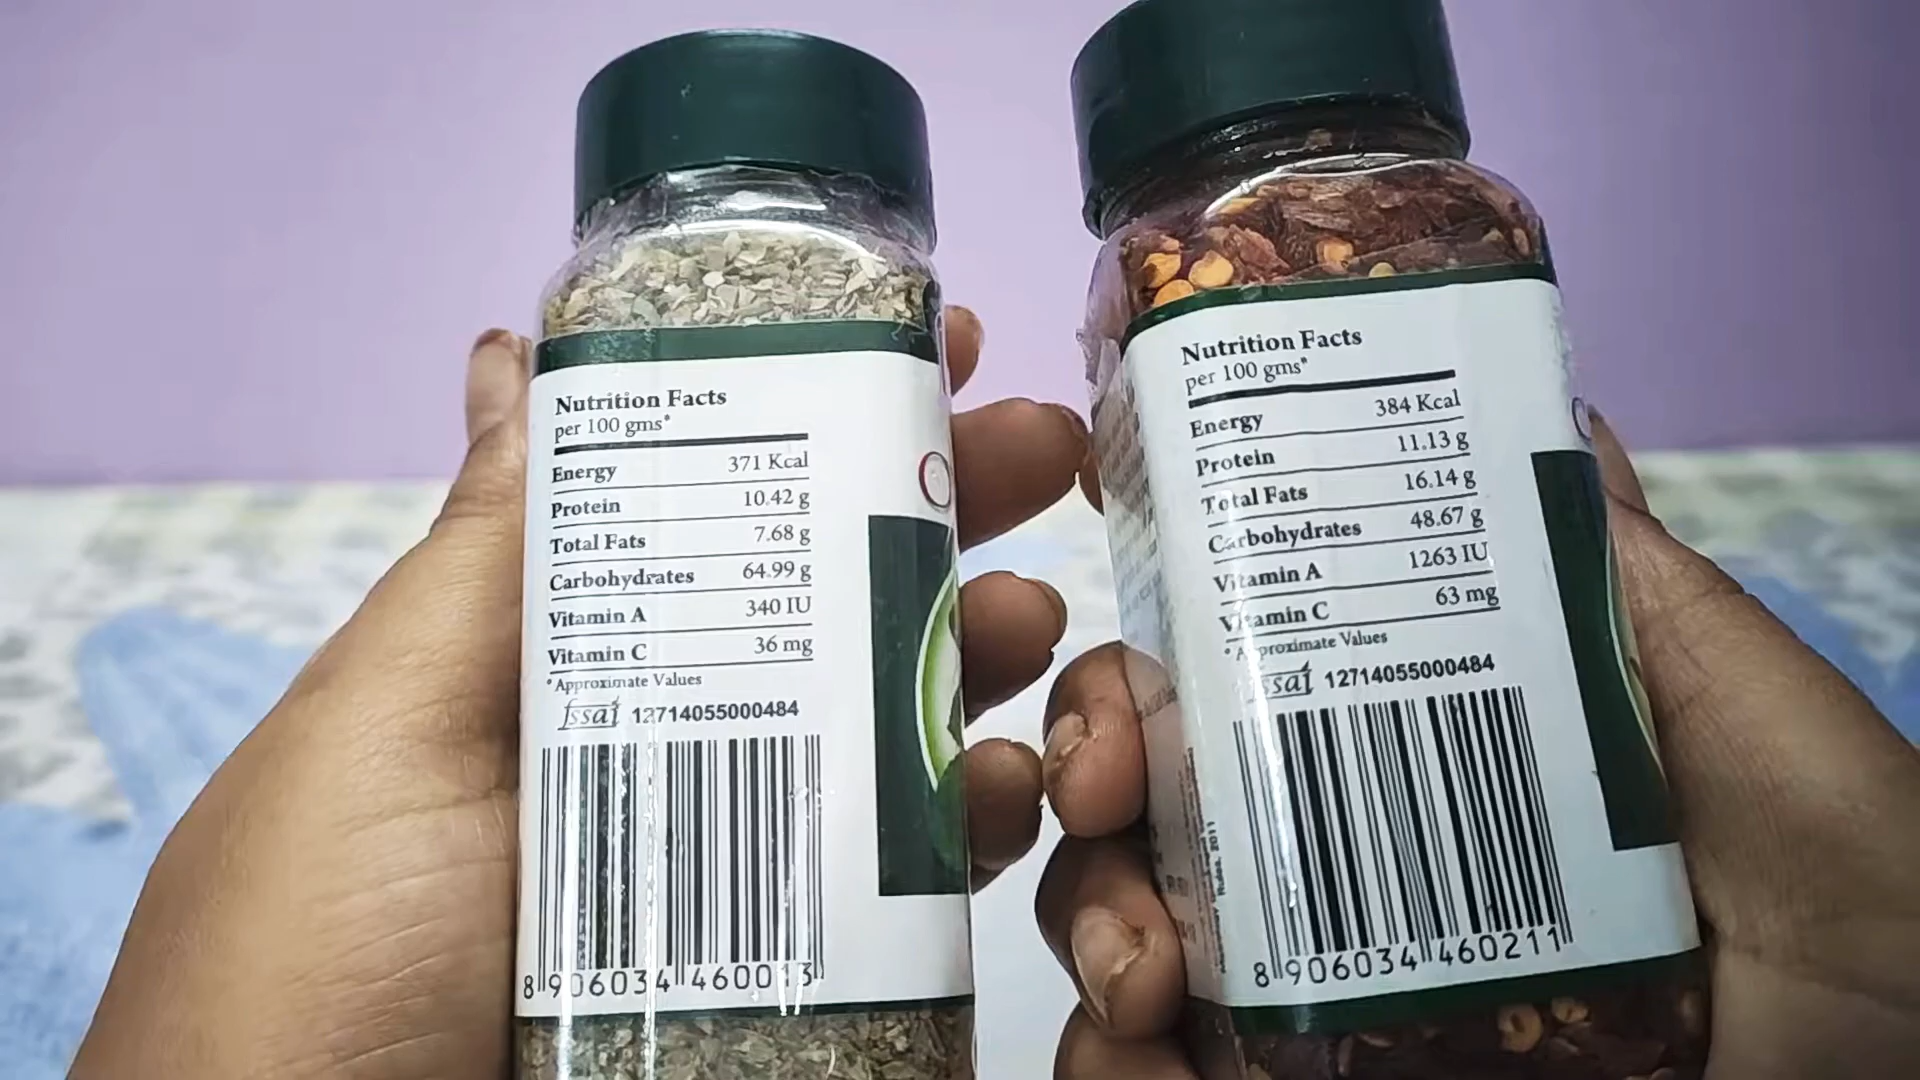 Nutrition Facts
per 100 gms*
Energy 371 Kcal
Protein 10.42 g
Total Fats 7.68 g
Carbohydrates 64.99 g
Vitamin A 340 IU
Vitamin C 36 mg
* Approximate Values
fssai 12714055000484
8 906034 460013
Nutrition Facts
per 100 gms*
Energy 384 Kcal
Protein 11.13 g
Total Fats 16.14 g
Carbohydrates 48.67 g
Vitamin A 1263 IU
Vitamin C 63 mg
* Approximate Values
fssai 12714055000484
8 906034 460211
Rules, 2011